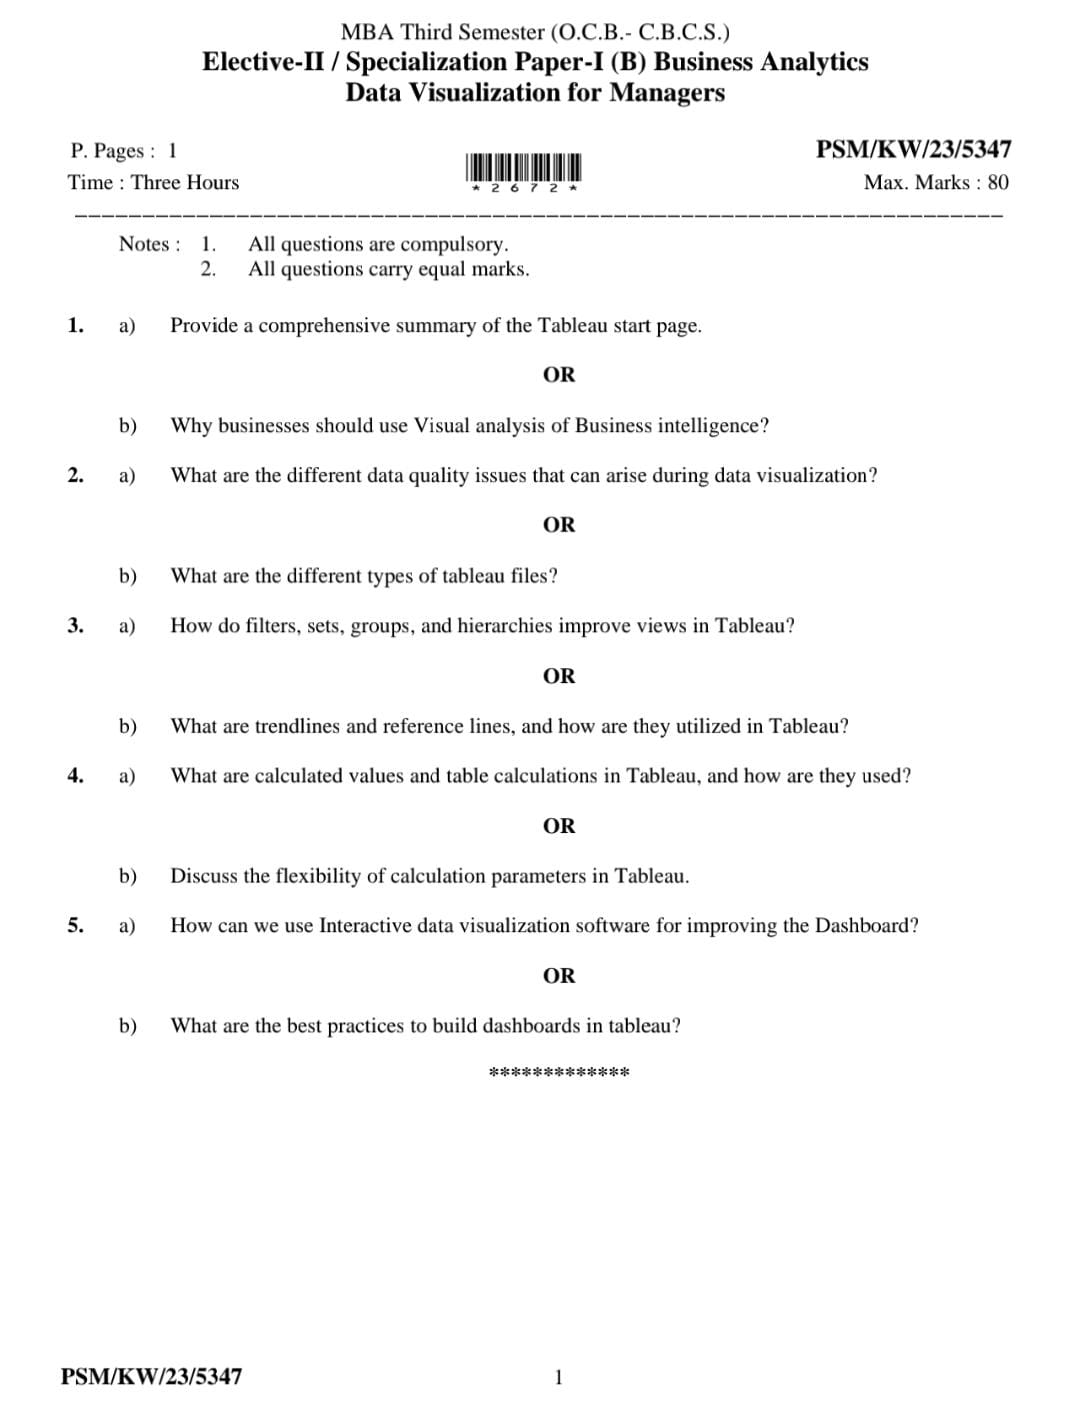 MBA Third Semester (O.C.B.- C.B.C.S.)
Elective-II / Specialization Paper-I (B) Business Analytics
Data Visualization for Managers
P. Pages : 1
PSM/KW/23/5347
Time : Three Hours
* 2 6 7 2 *
Max. Marks : 80
Notes : 1. All questions are compulsory.
2. All questions carry equal marks.
1. a) Provide a comprehensive summary of the Tableau start page.
OR
b) Why businesses should use Visual analysis of Business intelligence?
2. a) What are the different data quality issues that can arise during data visualization?
OR
b) What are the different types of tableau files?
3. a) How do filters, sets, groups, and hierarchies improve views in Tableau?
OR
b) What are trendlines and reference lines, and how are they utilized in Tableau?
4. a) What are calculated values and table calculations in Tableau, and how are they used?
OR
b) Discuss the flexibility of calculation parameters in Tableau.
5. a) How can we use Interactive data visualization software for improving the Dashboard?
OR
b) What are the best practices to build dashboards in tableau?
*************
PSM/KW/23/5347 1